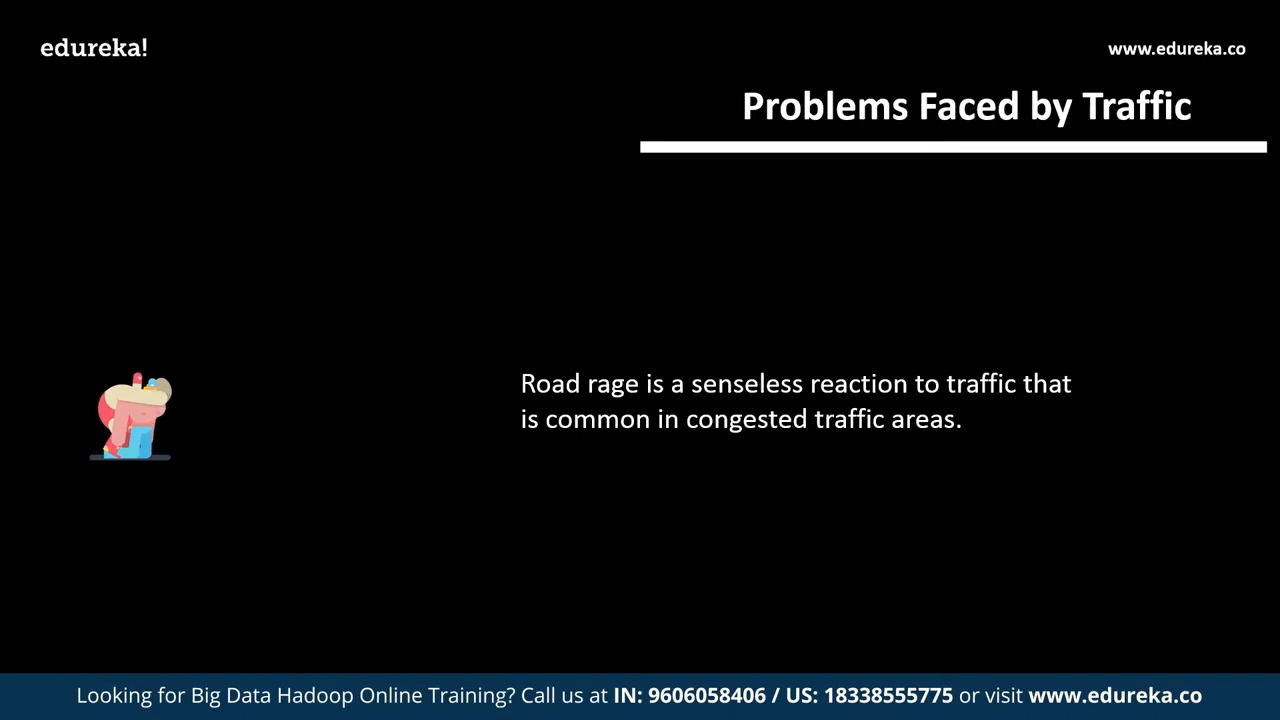 edureka!
www.edureka.co
Problems Faced by Traffic
Road rage is a senseless reaction to traffic that
is common in congested traffic areas.
Looking for Big Data Hadoop Online Training? Call us at IN: 9606058406 / US: 18338555775 or visit www.edureka.co